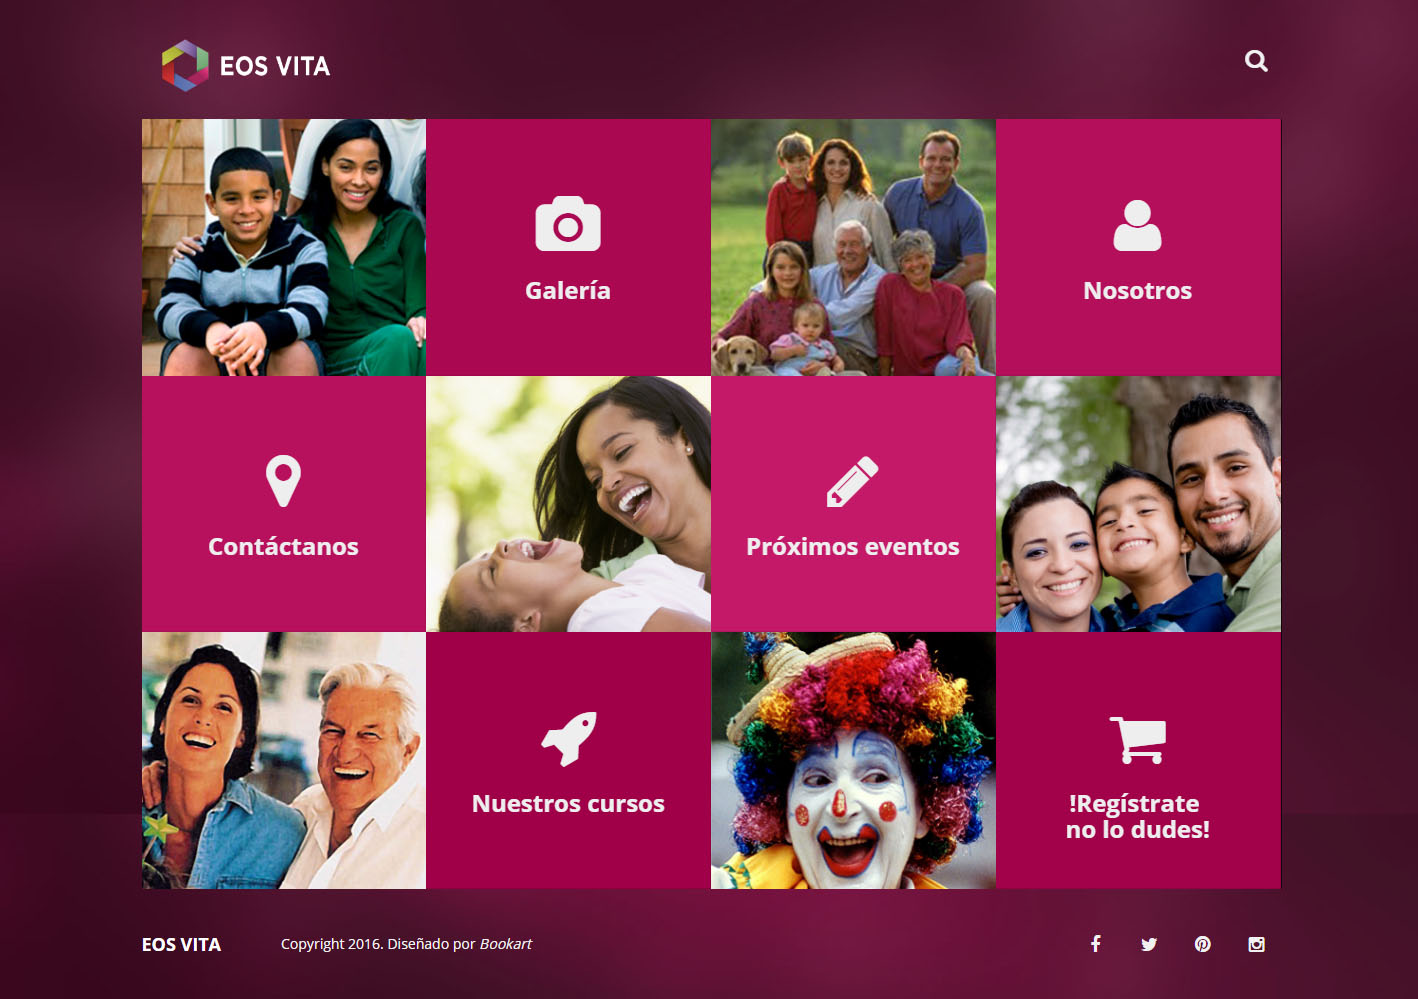 EOS VITA
Galería
Nosotros
Contáctanos
Próximos eventos
Nuestros cursos
!Regístrate
no lo dudes!
EOS VITA
Copyright 2016. Diseñado por Bookart